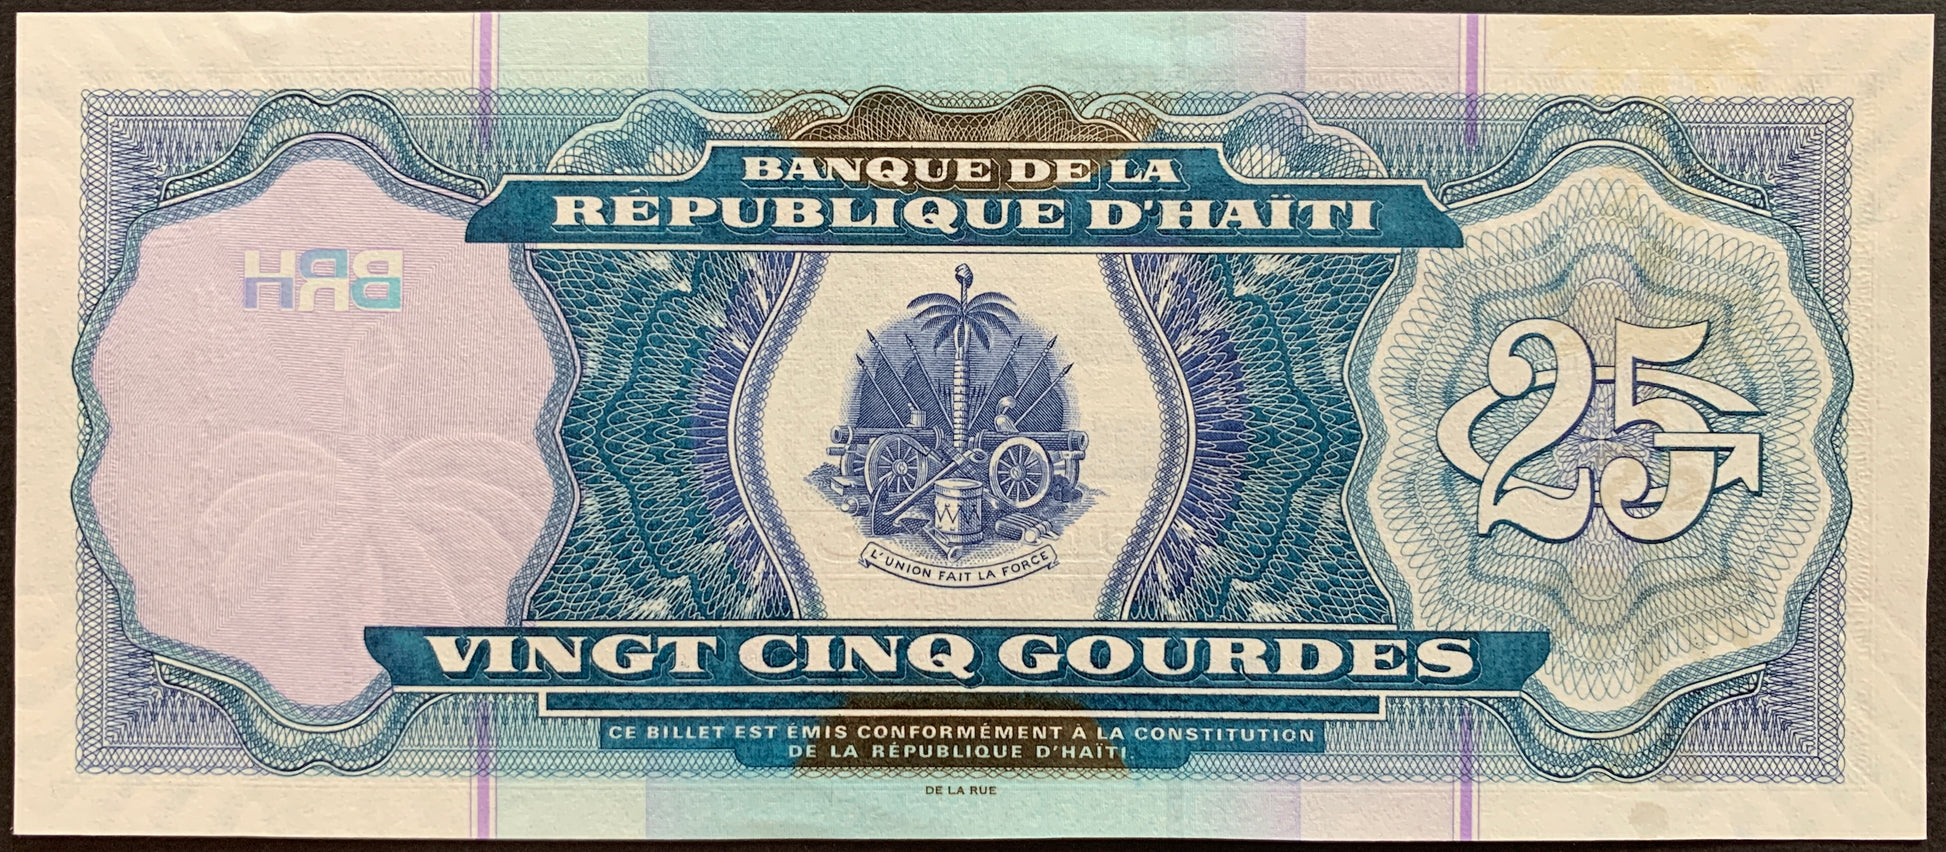 BANQUE DE LA
RÉPUBLIQUE D'HAÏTI
BRH
25
L'UNION FAIT LA FORCE
VINGT CINQ GOURDES
CE BILLET EST ÉMIS CONFORMÉMENT À LA CONSTITUTION
DE LA RÉPUBLIQUE D'HAÏTI
DE LA RUE